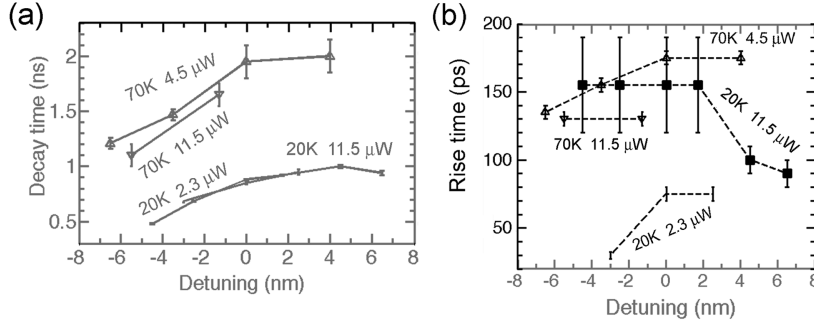 (a)
Decay time (ns)
2
1.5
1
0.5
70K 4.5 μW
70K 11.5 μW
20K 11.5 μW
20K 2.3 μW
-8 -6 -4 -2 0 2 4 6 8
Detuning (nm)
(b)
Rise time (ps)
200
150
100
50
70K 4.5 μW
20K 11.5 μW
70K 11.5 μW
20K 2.3 μW
-8 -6 -4 -2 0 2 4 6 8
Detuning (nm)